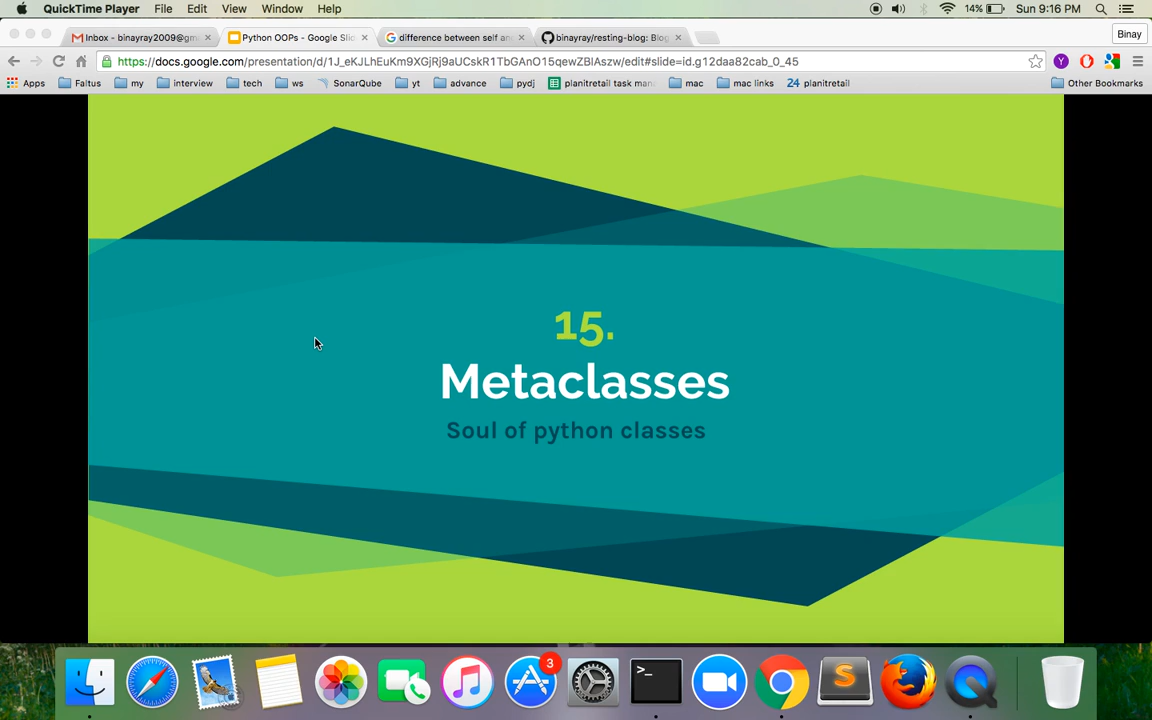 QuickTime Player File Edit View Window Help 14% Sun 9:16 PM
Inbox - binayray2009@gm Python OOPs - Google Slid difference between self and binayray/resting-blog: Blog Binay
https://docs.google.com/presentation/d/1J_eKJLhEuKm9XGjRj9aUCskR1TbGAnO15qewZBlAszw/edit#slide=id.g12daa82cab_0_45
Apps Faltus my interview tech ws SonarQube yt advance pydj planitretail task man mac mac links 24 planitretail Other Bookmarks
15.
Metaclasses
Soul of python classes
3